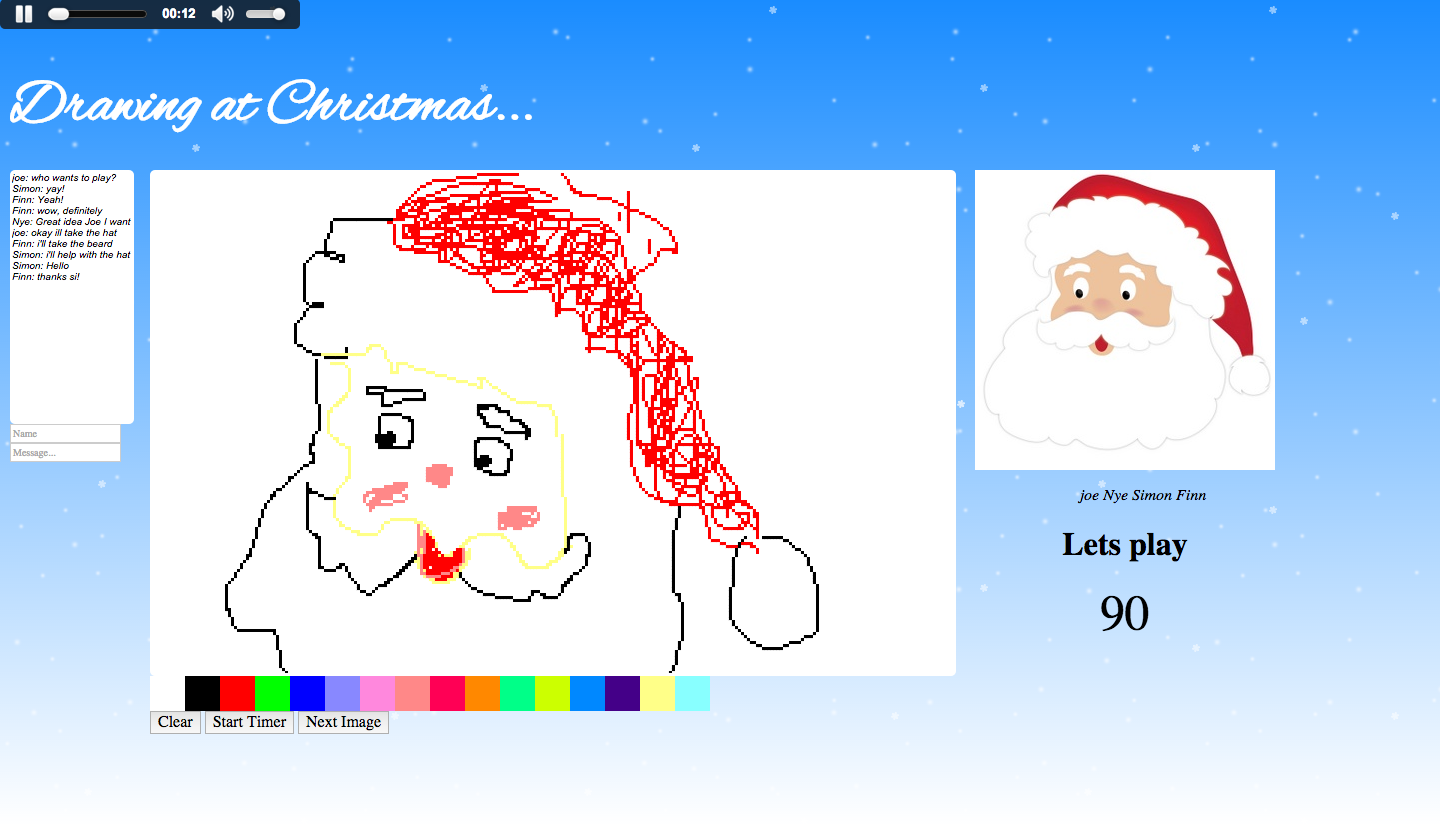 00:12
Drawing at Christmas...
joe: who wants to play?
Simon: yay!
Finn: Yeah!
Finn: wow, definitely
Nye: Great idea Joe I want
joe: okay ill take the hat
Finn: i'll take the beard
Simon: i'll help with the hat
Simon: Hello
Finn: thanks si!
Name
Message...
joe Nye Simon Finn
Lets play
90
Clear Start Timer Next Image